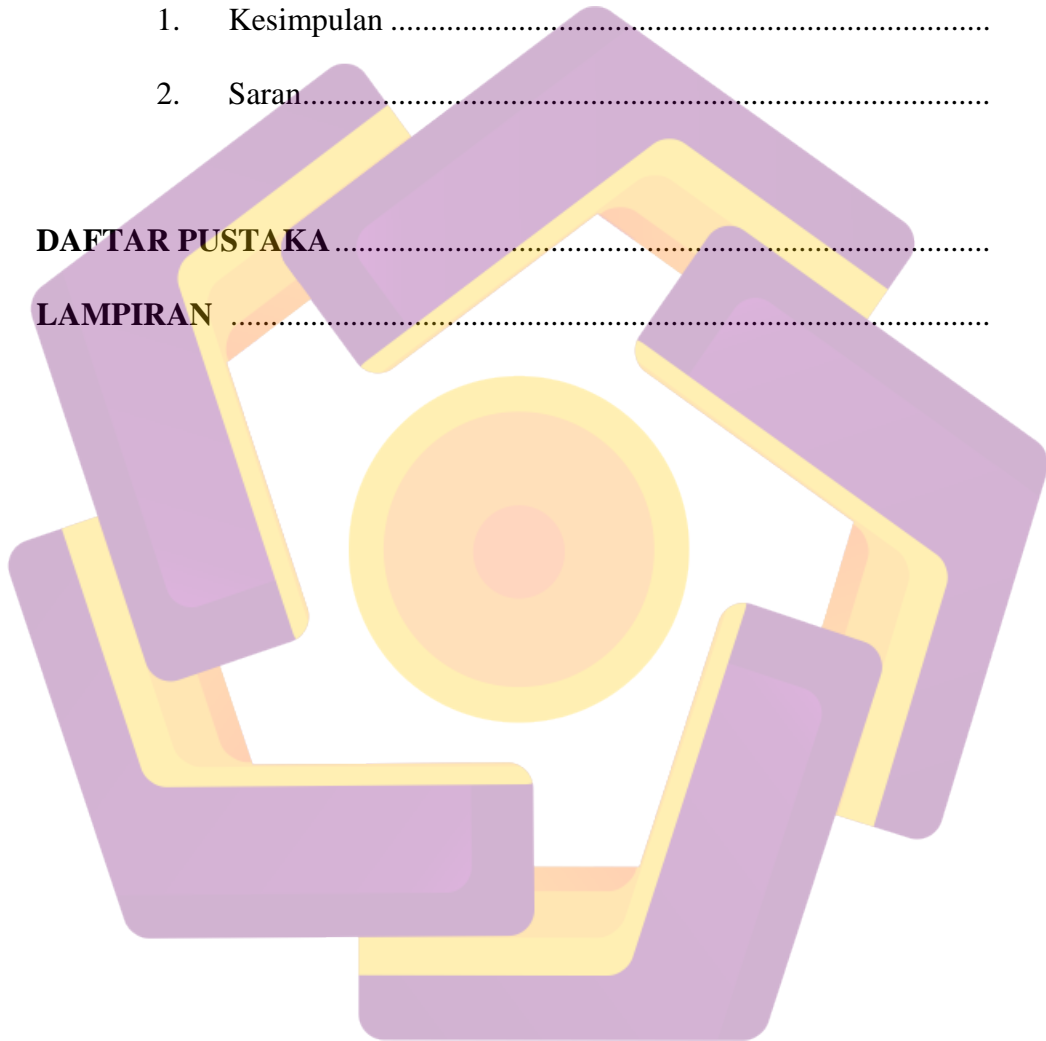 1. Kesimpulan ...........................................................................
2. Saran......................................................................................
DAFTAR PUSTAKA ..................................................................................
LAMPIRAN ...............................................................................................